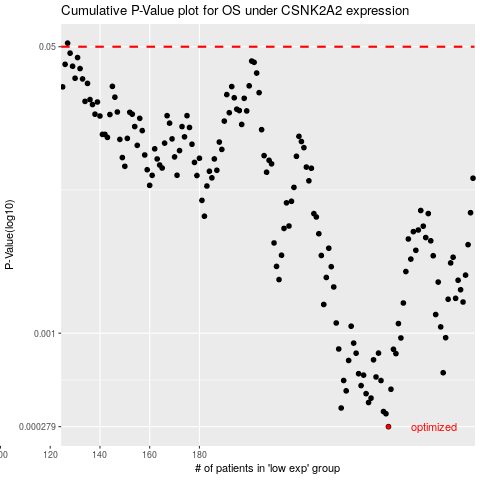 Cumulative P-Value plot for OS under CSNK2A2 expression
0.05
0.001
0.000279
P-Value(log10)
optimized
00 120 140 160 180
# of patients in 'low exp' group